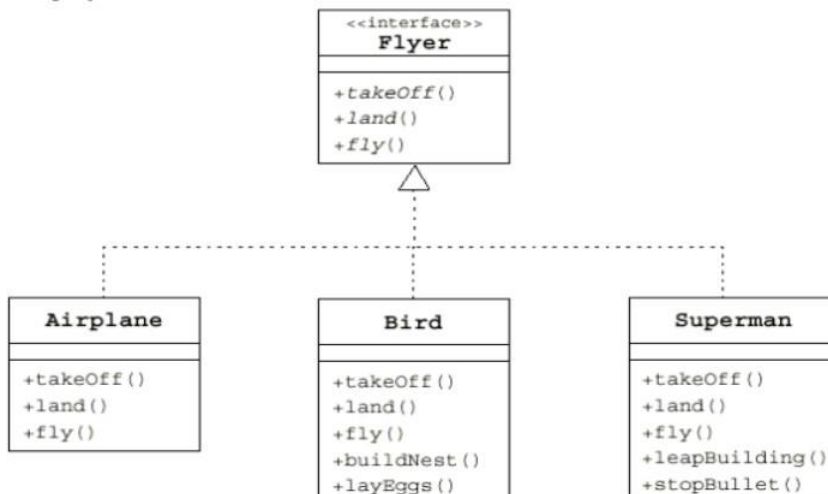 <<interface>>
Flyer
+takeOff()
+land()
+fly()
Airplane
+takeOff()
+land()
+fly()
Bird
+takeOff()
+land()
+fly()
+buildNest()
+layEggs()
Superman
+takeOff()
+land()
+fly()
+leapBuilding()
+stopBullet()